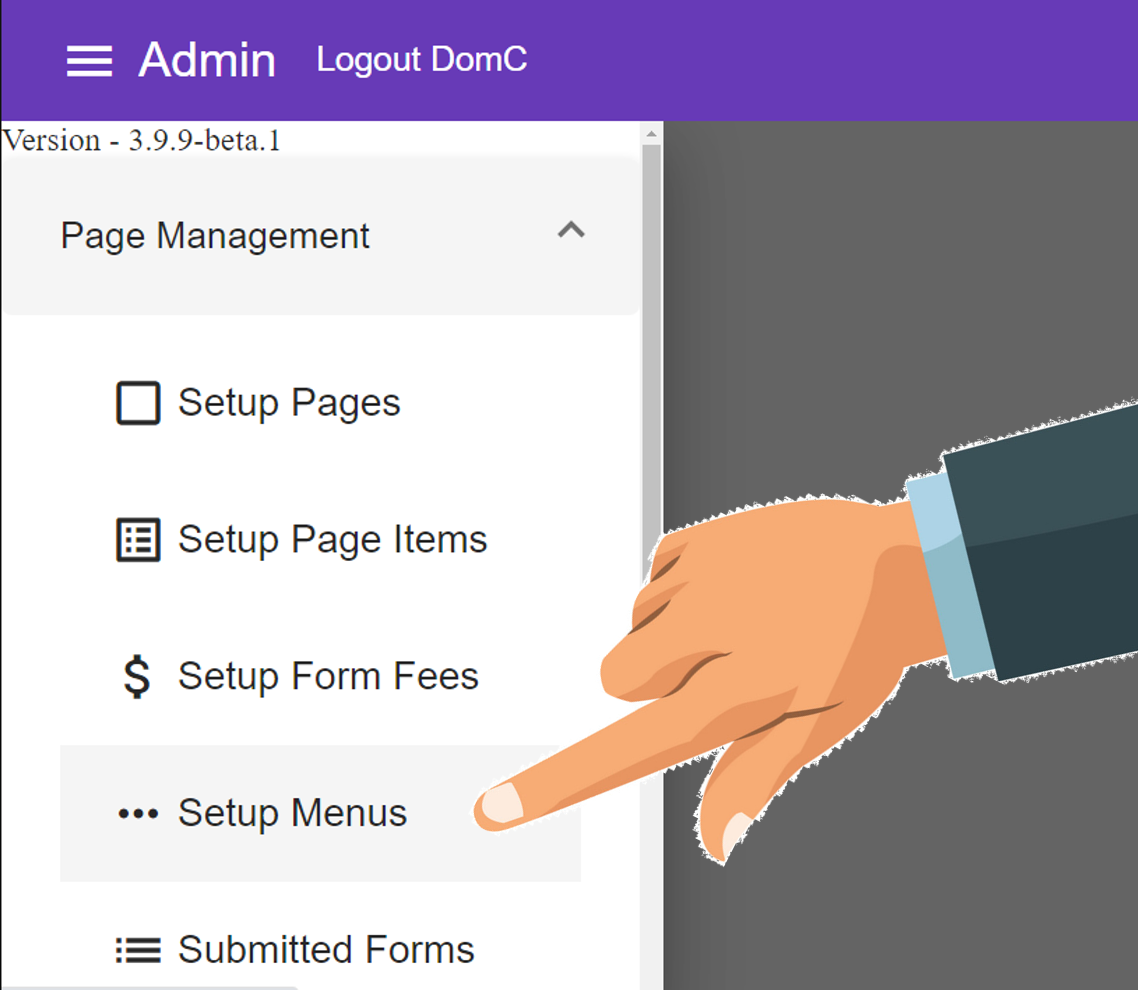 Admin Logout DomC
Version - 3.9.9-beta.1
Page Management
Setup Pages
Setup Page Items
Setup Form Fees
Setup Menus
Submitted Forms